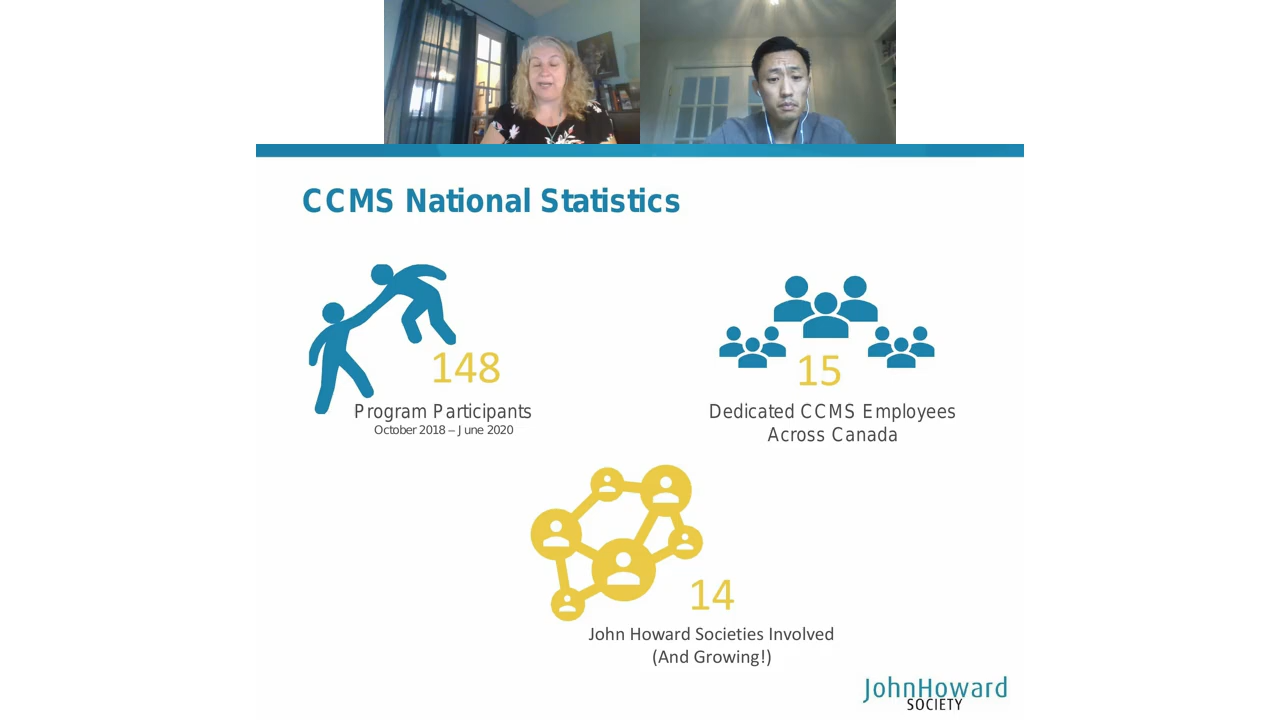 CCMS National Statistics
148
Program Participants
October 2018 – June 2020
15
Dedicated CCMS Employees
Across Canada
14
John Howard Societies Involved
(And Growing!)
JohnHoward
SOCIETY